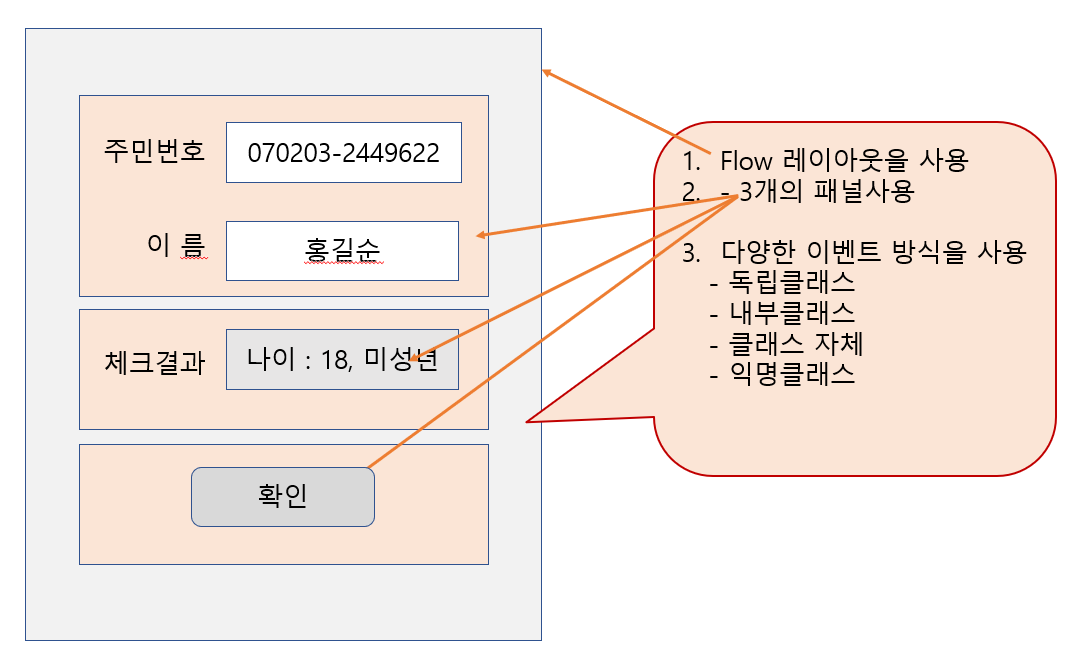 주민번호 070203-2449622
이 름 홍길순
체크결과 나이 : 18, 미성년
확인
1. Flow 레이아웃을 사용
2. - 3개의 패널사용
3. 다양한 이벤트 방식을 사용
- 독립클래스
- 내부클래스
- 클래스 자체
- 익명클래스